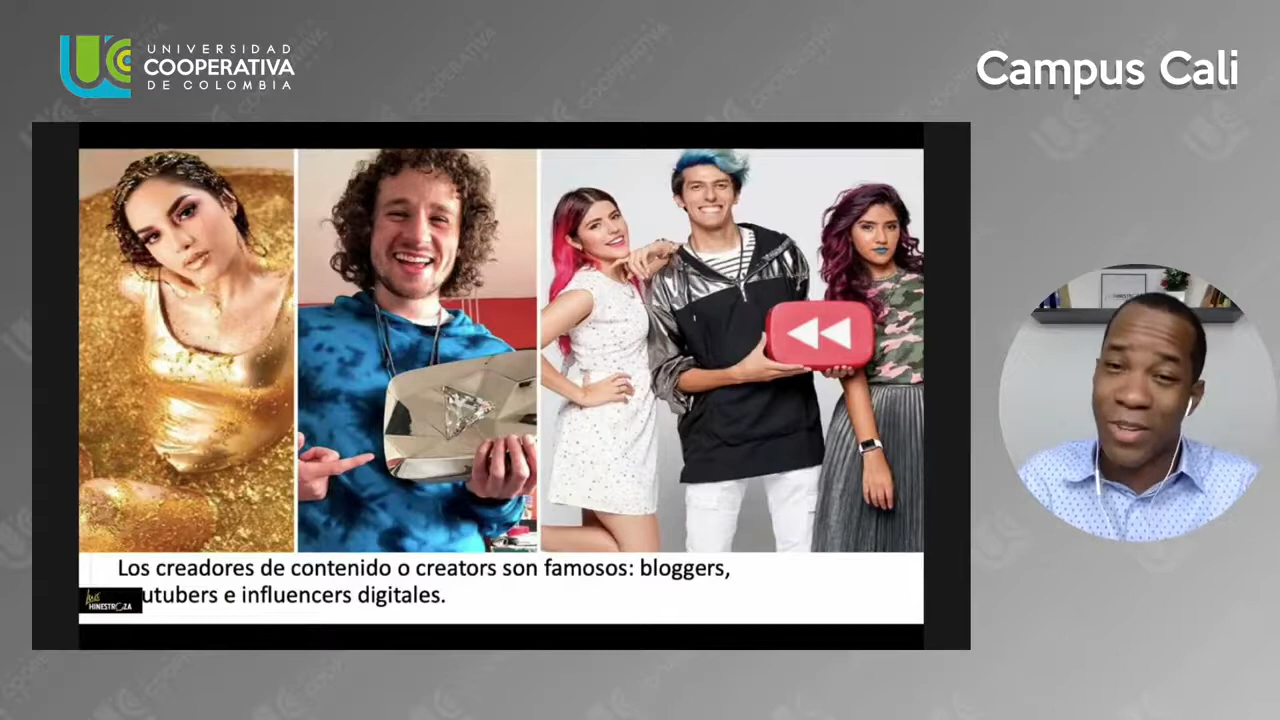 UNIVERSIDAD
COOPERATIVA
DE COLOMBIA
Campus Cali
Los creadores de contenido o creators son famosos: bloggers,
utubers e influencers digitales.
HINESTROZA